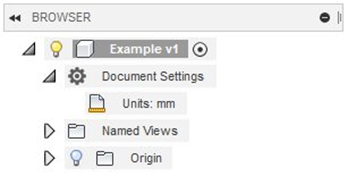 BROWSER
Example v1
Document Settings
Units: mm
Named Views
Origin